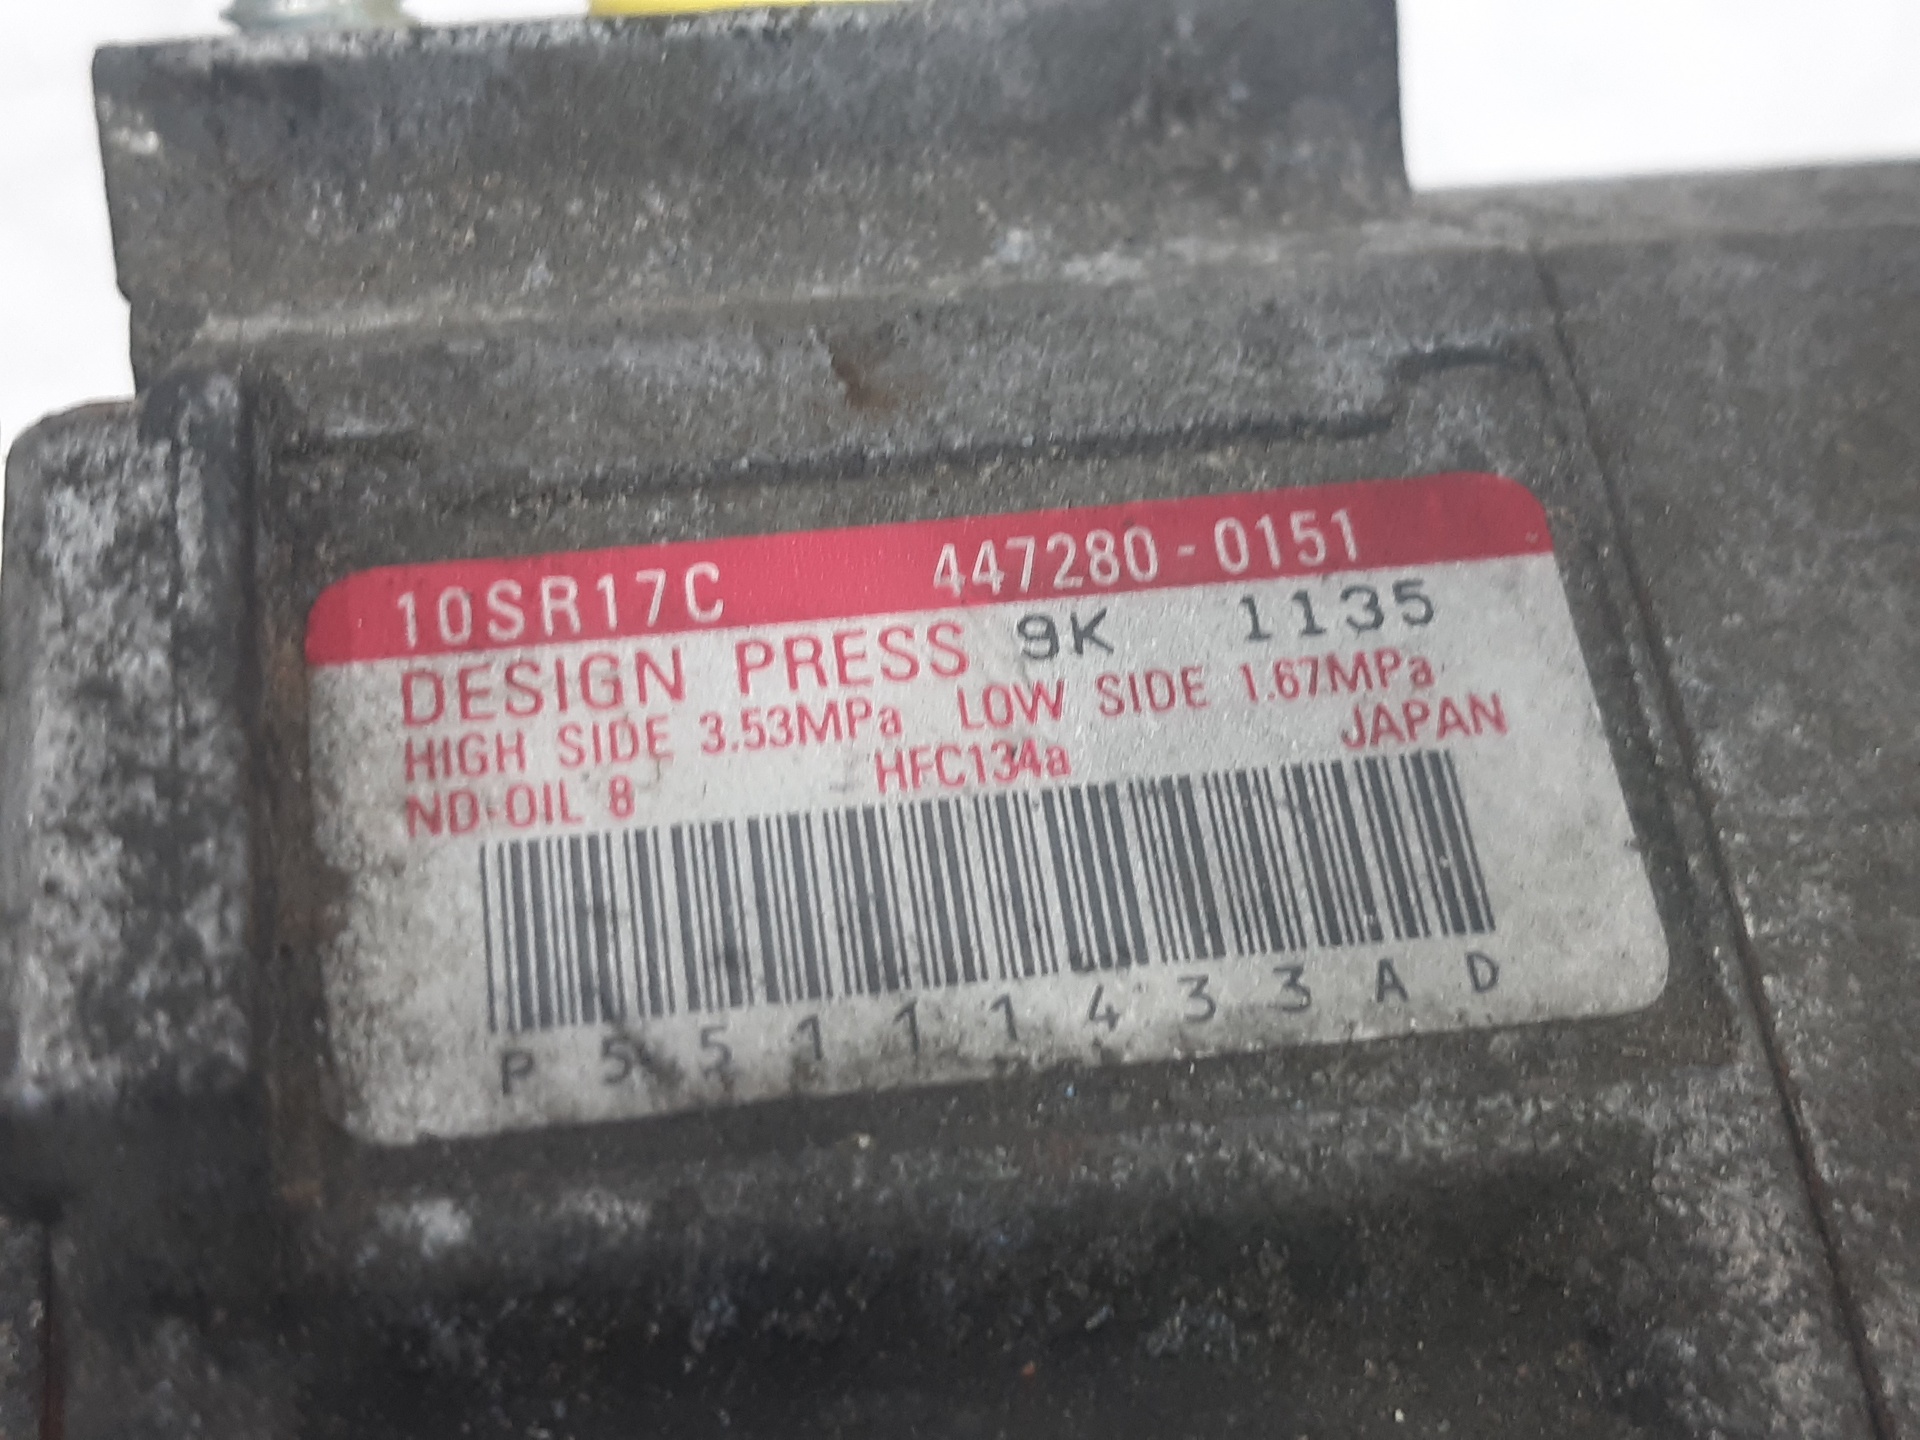 10SR17C 447280-0151
DESIGN PRESS 9K 1135
HIGH SIDE 3.53MPa LOW SIDE 1.67MPa
ND-OIL 8 HFC134a JAPAN
P55111433AD